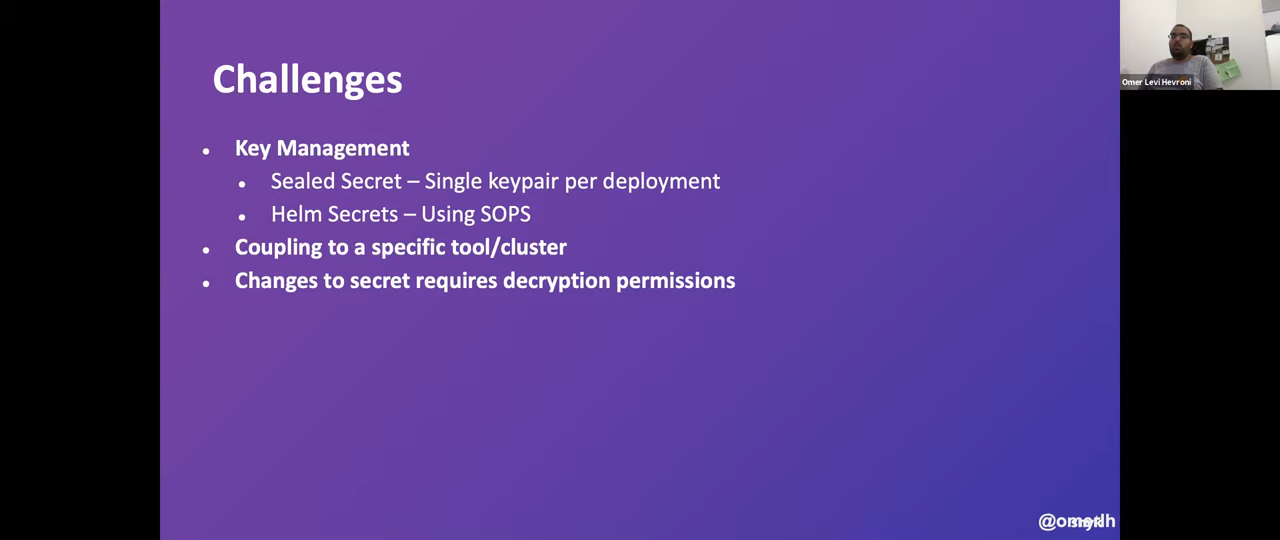 Challenges
• Key Management
• Sealed Secret – Single keypair per deployment
• Helm Secrets – Using SOPS
• Coupling to a specific tool/cluster
• Changes to secret requires decryption permissions
Omer Levi Hevroni